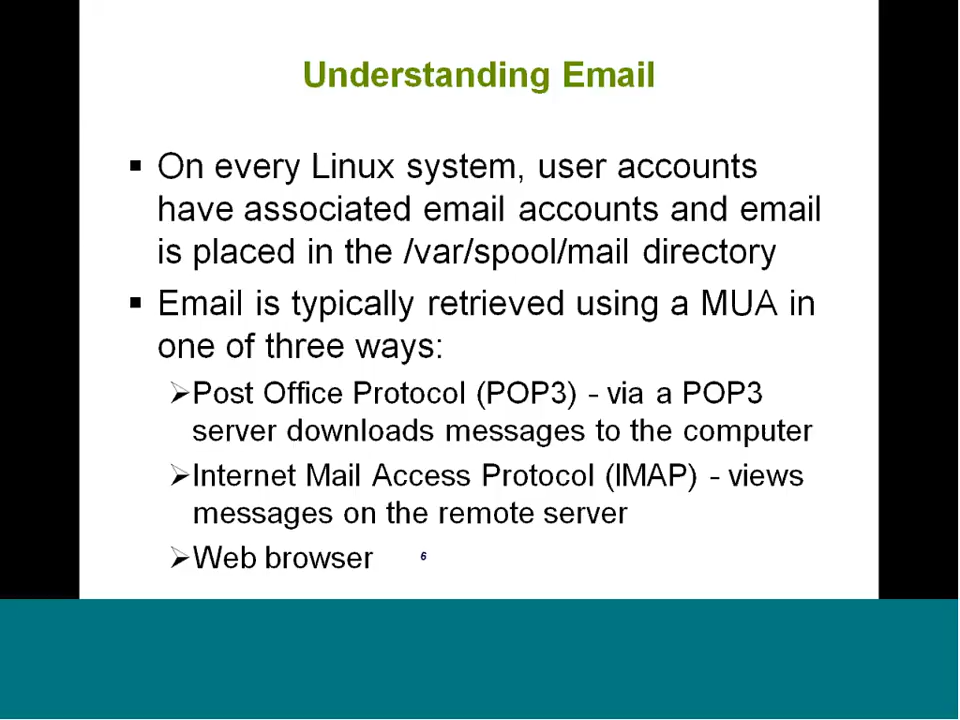 Understanding Email
▪ On every Linux system, user accounts
have associated email accounts and email
is placed in the /var/spool/mail directory
▪ Email is typically retrieved using a MUA in
one of three ways:
➢Post Office Protocol (POP3) - via a POP3
server downloads messages to the computer
➢Internet Mail Access Protocol (IMAP) - views
messages on the remote server
➢Web browser
6